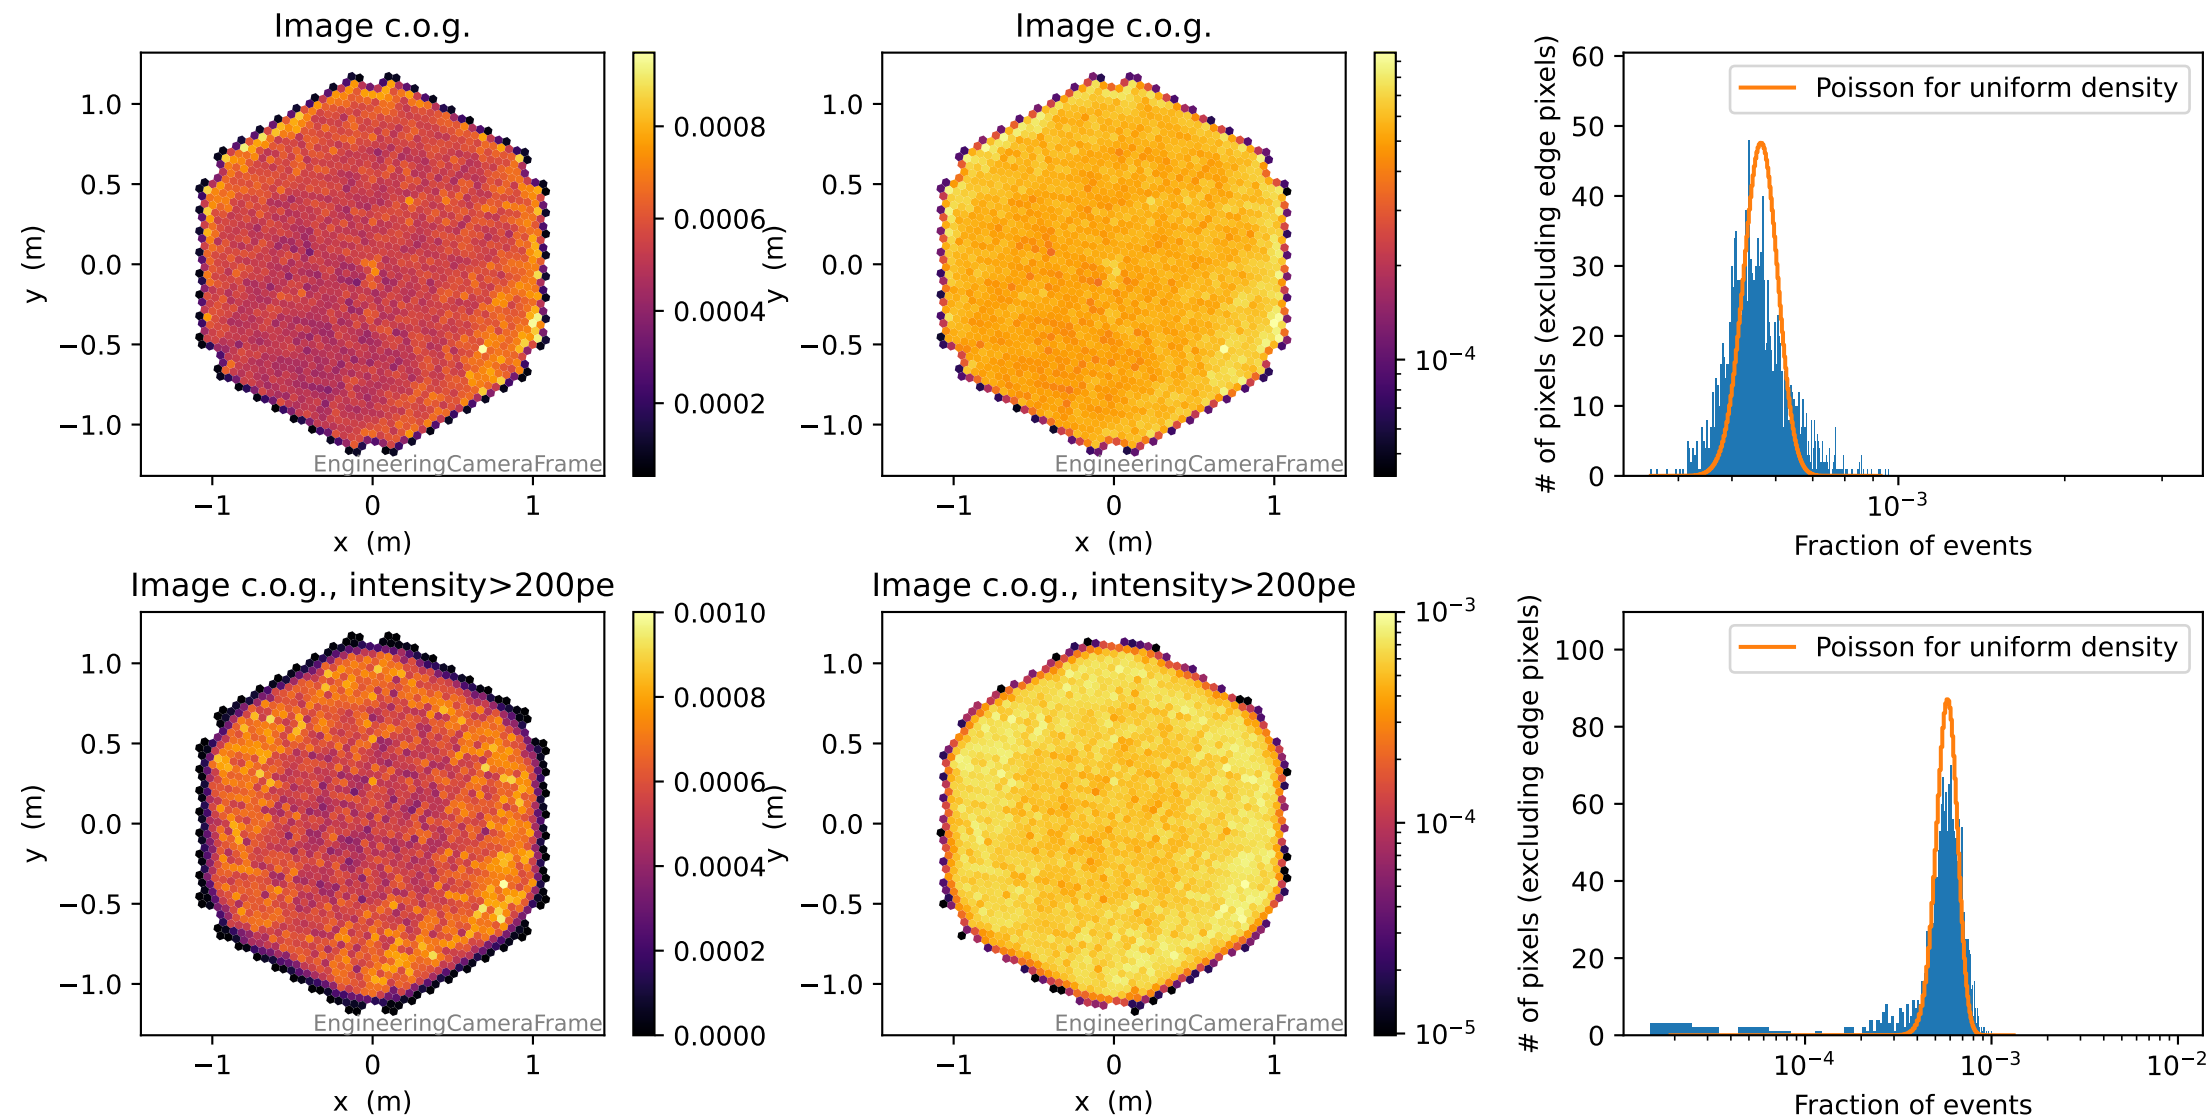 Image c.o.g.
1.0
0.5
0.0
−0.5
−1.0
y (m)
−1
0
1
x (m)
EngineeringCameraFrame
0.0008
0.0006
0.0004
0.0002
Image c.o.g.
1.0
0.5
0.0
−0.5
−1.0
y (m)
−1
0
1
x (m)
EngineeringCameraFrame
10⁻⁴
# of pixels (excluding edge pixels)
60
50
40
30
20
10
0
Poisson for uniform density
10⁻³
Fraction of events
Image c.o.g., intensity>200pe
1.0
0.5
0.0
−0.5
−1.0
y (m)
−1
0
1
x (m)
EngineeringCameraFrame
0.0010
0.0008
0.0006
0.0004
0.0002
0.0000
Image c.o.g., intensity>200pe
1.0
0.5
0.0
−0.5
−1.0
y (m)
−1
0
1
x (m)
EngineeringCameraFrame
10⁻³
10⁻⁴
10⁻⁵
# of pixels (excluding edge pixels)
100
80
60
40
20
0
Poisson for uniform density
10⁻⁴
10⁻³
10⁻²
Fraction of events